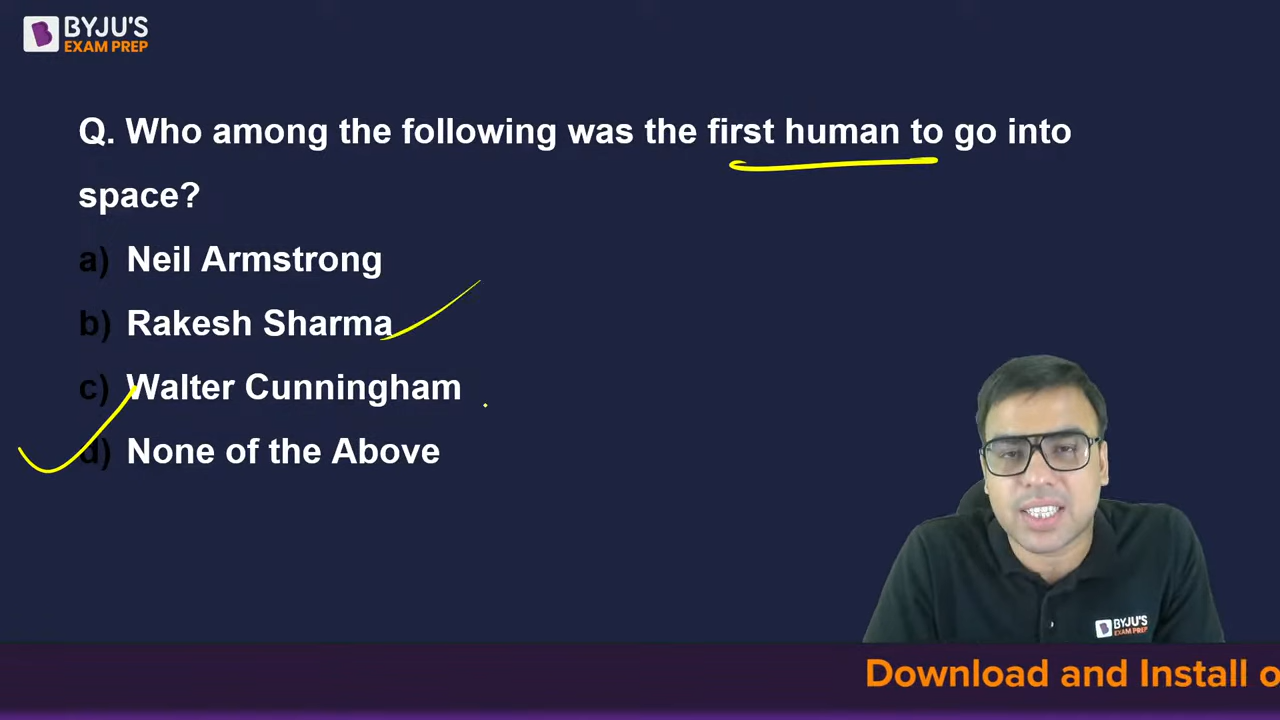 BYJU'S
EXAM PREP
Q. Who among the following was the first human to go into
space?
a) Neil Armstrong
b) Rakesh Sharma
c) Walter Cunningham
d) None of the Above
BYJU'S
EXAM PREP
Download and Install o